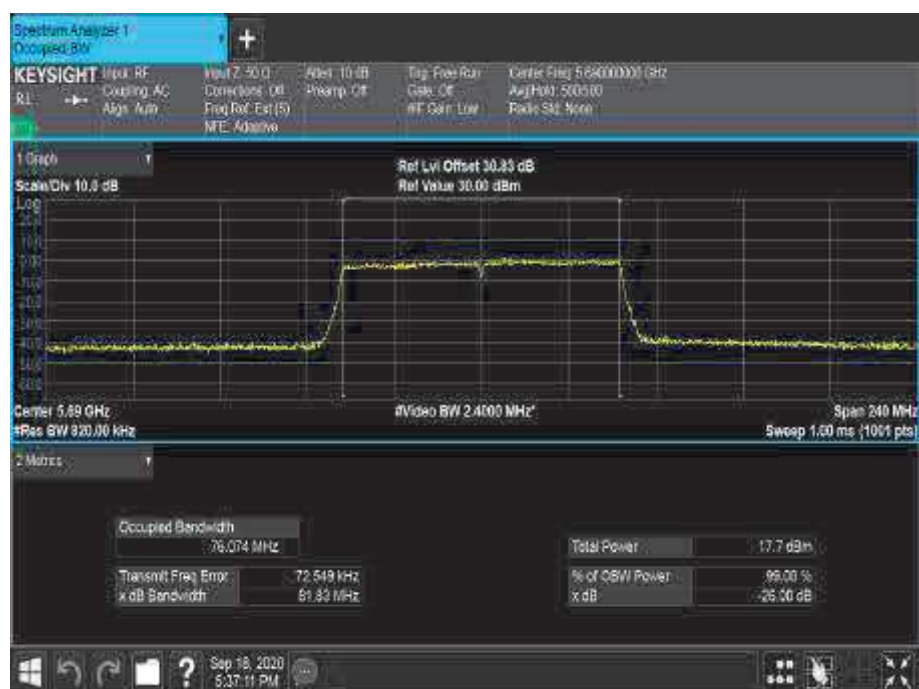 Spectrum Analyzer 1
Occupied BW
KEYSIGHT
Input: RF
Coupling: AC
Align: Auto
Input Z: 50 Ω
Corrections: Off
Freq Ref: Ext (S)
NFE: Adaptive
Atten: 10 dB
Preamp: Off
Trig: Free Run
Gate: Off
#IF Gain: Low
Center Freq: 5.690000000 GHz
Avg|Hold: 500/500
Radio Std: None
1 Graph
Scale/Div 10.0 dB
Ref Lvl Offset 30.83 dB
Ref Value 30.00 dBm
Log
Center 5.69 GHz
#Res BW 820.00 kHz
#Video BW 2.4000 MHz*
Span 240 MHz
Sweep 1.00 ms (1001 pts)
2 Metrics
Occupied Bandwidth
76.074 MHz
Transmit Freq Error 72.549 kHz
x dB Bandwidth 81.83 MHz
Total Power 17.7 dBm
% of OBW Power 99.00 %
x dB -26.00 dB
?
Sep 18, 2020
5:37:11 PM